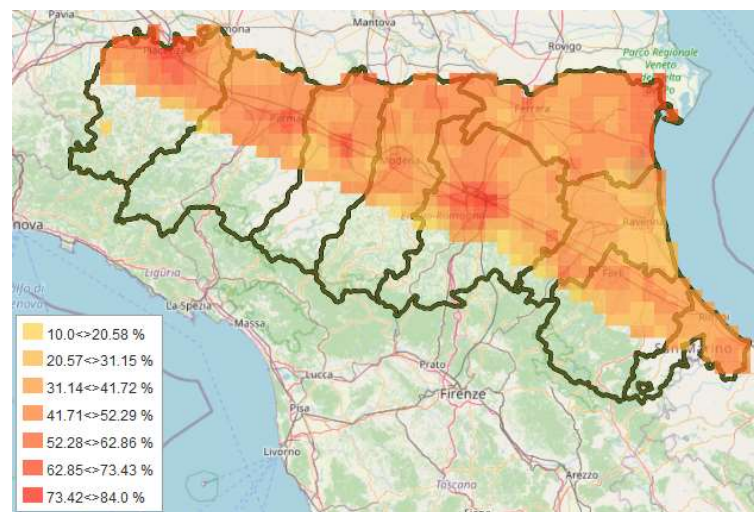 Pavia
Mantova
Rovigo
Parco Regionale
Veneto
Ferrara
Parma
Modena
Ravenna
Forlì
Rimini
Liguria
La Spezia
Massa
Lucca
Prato
Pisa
Firenze
Livorno
Arezzo
Toscana
10.0<>20.58 %
20.57<>31.15 %
31.14<>41.72 %
41.71<>52.29 %
52.28<>62.86 %
62.85<>73.43 %
73.42<>84.0 %